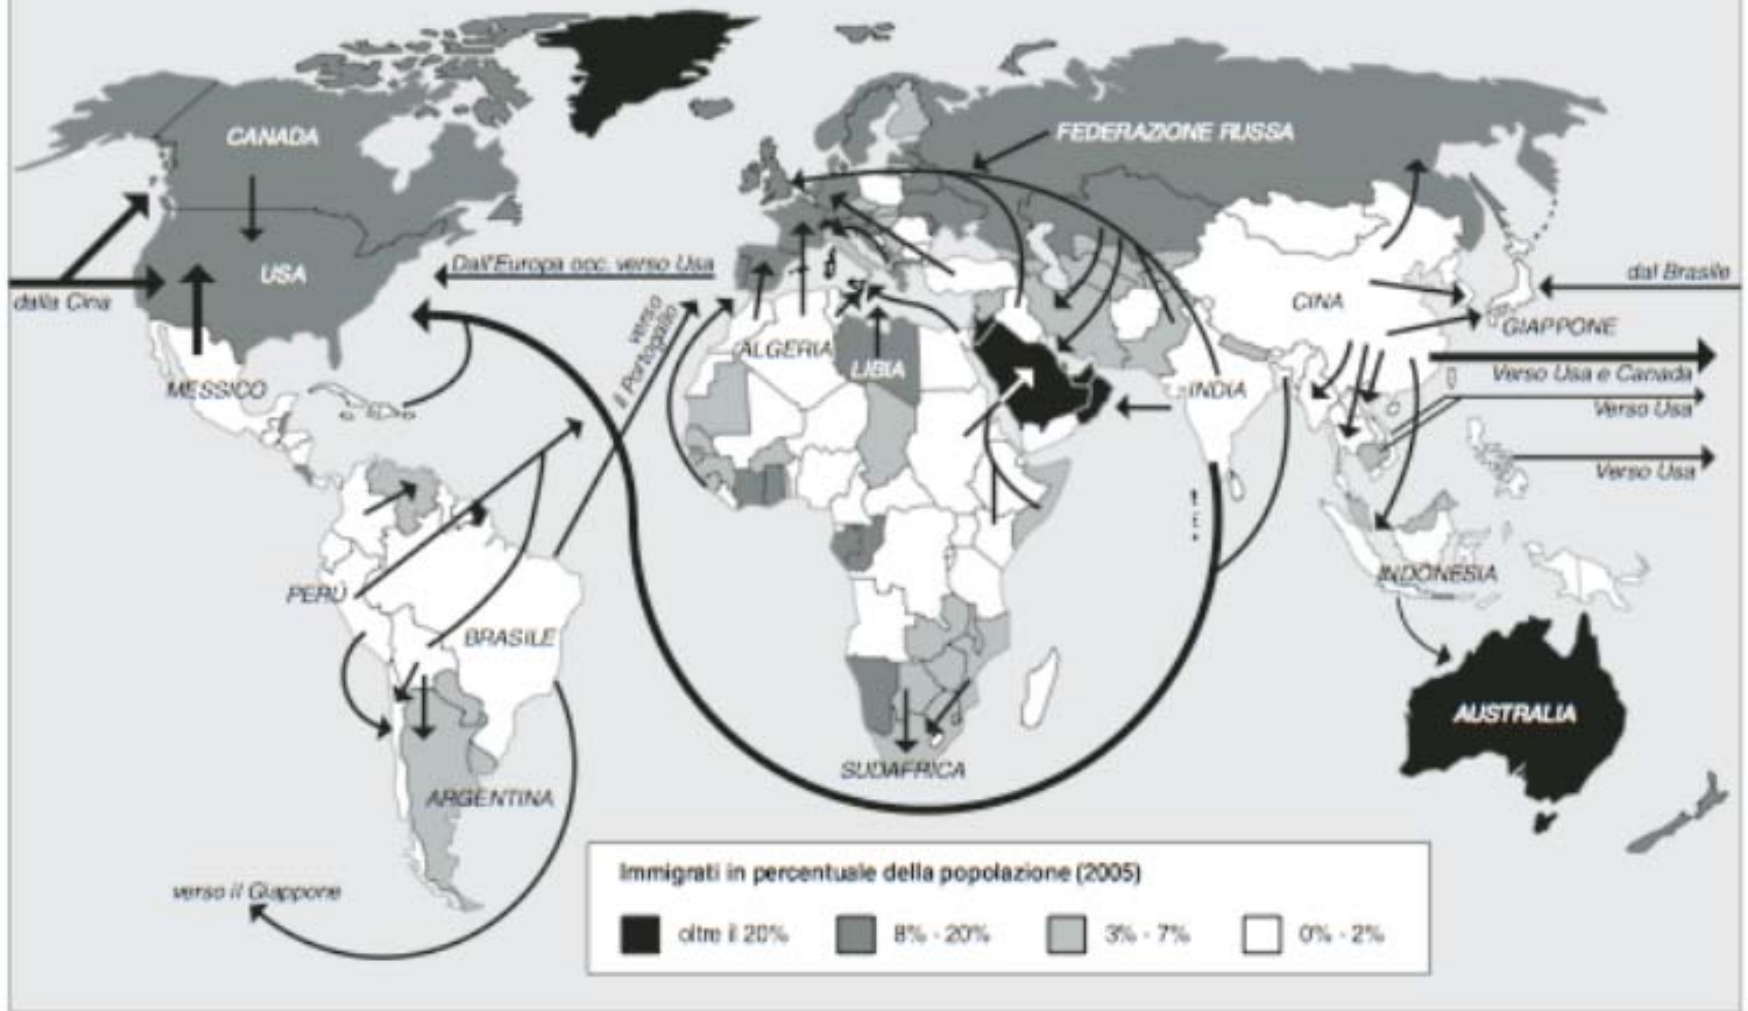 CANADA
FEDERAZIONE RUSSA
USA
Dall'Europa occ. verso Usa
dal Brasile
dalla Cina
verso
il Portogallo
CINA
GIAPPONE
ALGERIA
LIBIA
MESSICO
INDIA
Verso Usa e Canada
Verso Usa
Verso Usa
PERÙ
BRASILE
INDONESIA
AUSTRALIA
SUDAFRICA
ARGENTINA
verso il Giappone
Immigrati in percentuale della popolazione (2005)
oltre il 20%
8% - 20%
3% - 7%
0% - 2%